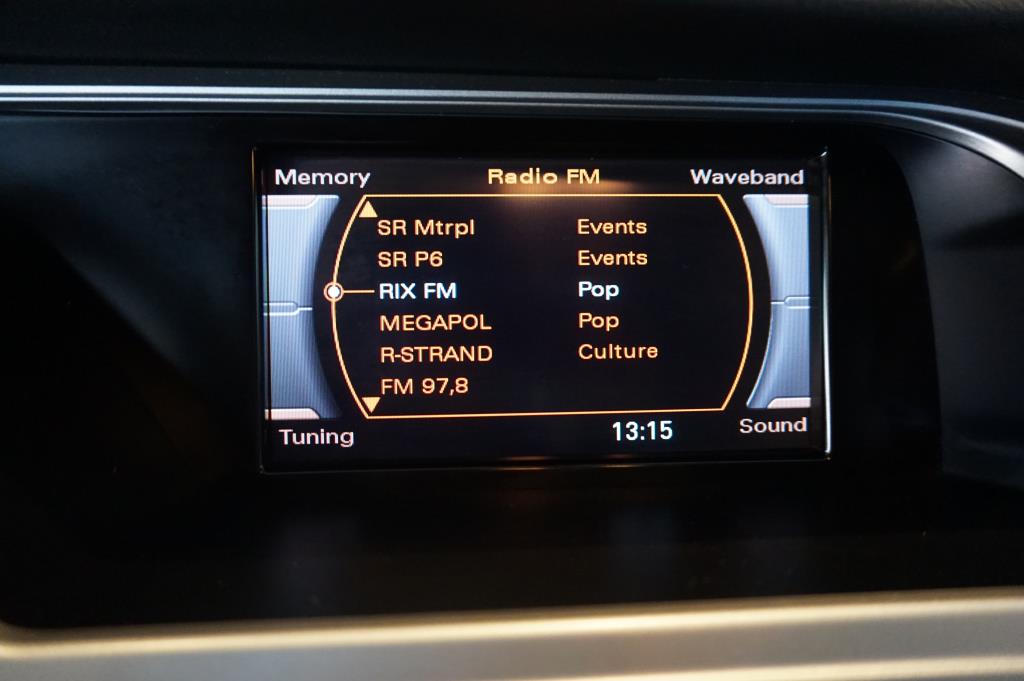 Memory Radio FM Waveband
SR Mtrpl Events
SR P6 Events
RIX FM Pop
MEGAPOL Pop
R-STRAND Culture
FM 97,8
Tuning 13:15 Sound